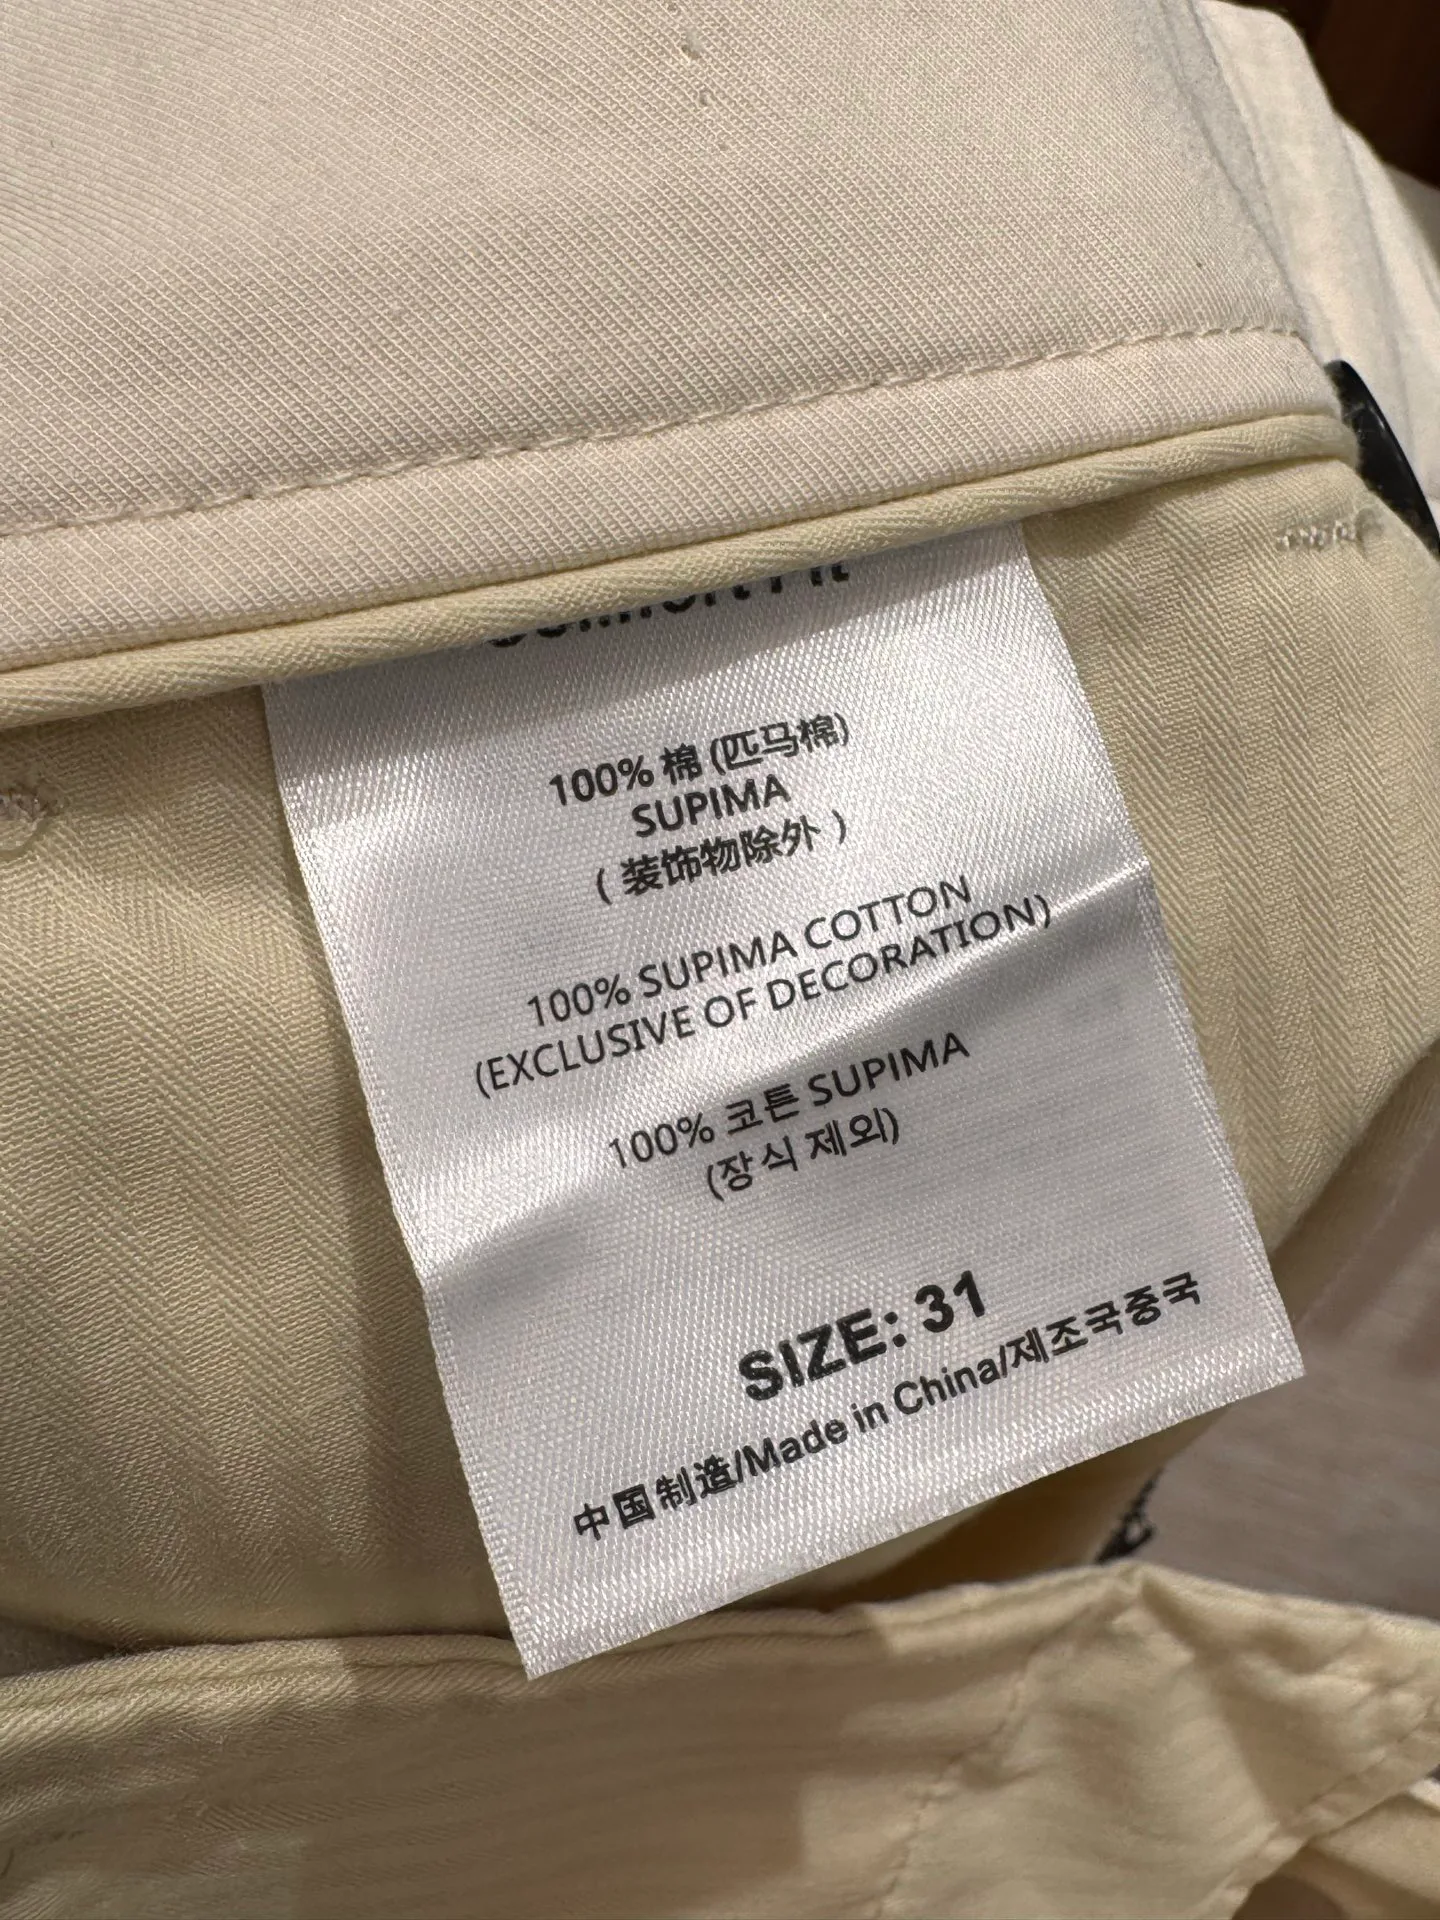 Comfort Fit
100% 棉 (匹马棉)
SUPIMA
( 装饰物除外 )
100% SUPIMA COTTON
(EXCLUSIVE OF DECORATION)
100% 코튼 SUPIMA
(장식 제외)
SIZE: 31
中国制造/Made in China/제조국중국